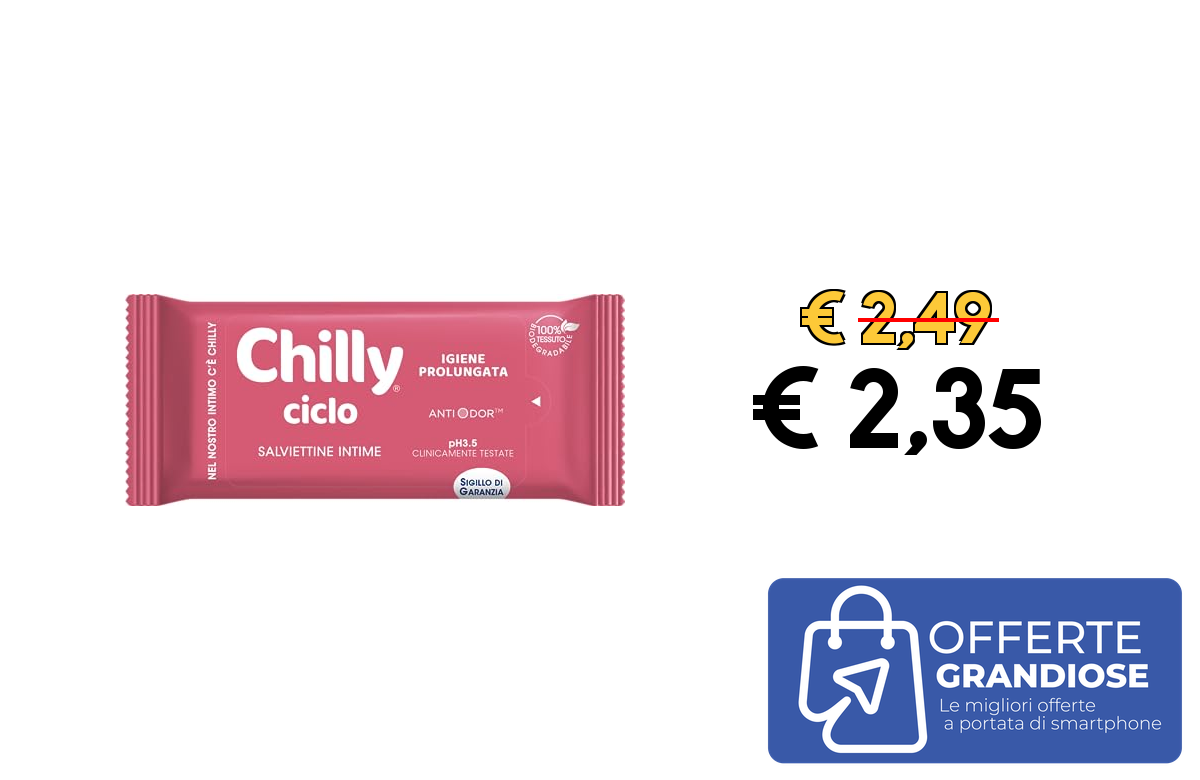 NEL NOSTRO INTIMO C'È CHILLY
Chilly®
ciclo
SALVIETTINE INTIME
IGIENE
PROLUNGATA
ANTI ODOR™
pH3.5
CLINICAMENTE TESTATE
100%
TESSUTO
BIODEGRADABILE
SIGILLO DI
GARANZIA
€ 2,49
€ 2,35
OFFERTE
GRANDIOSE
Le migliori offerte
a portata di smartphone